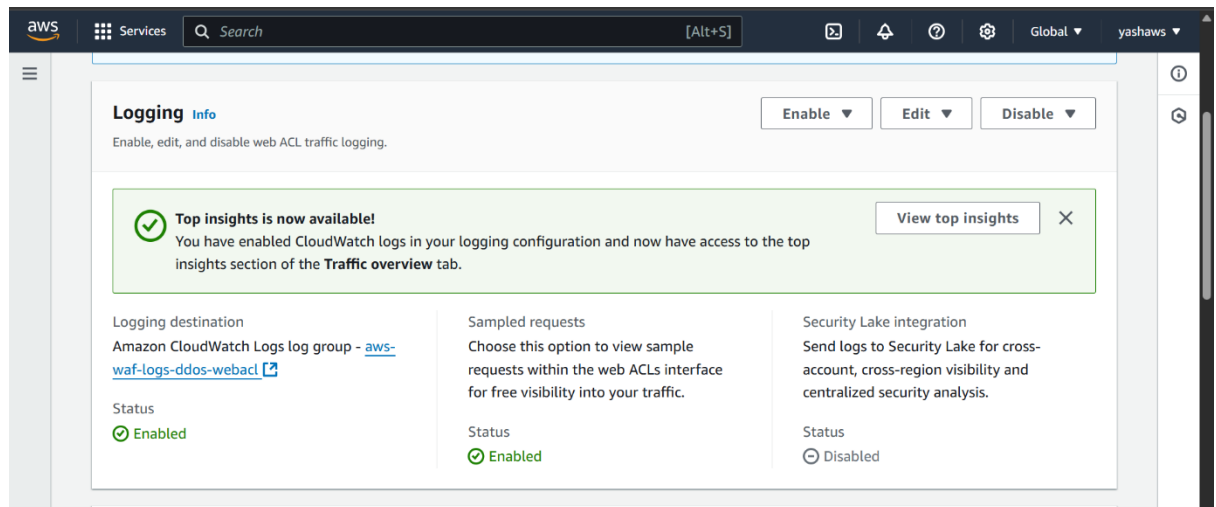 aws
Services
Search
[Alt+S]
Global
yashaws
Logging Info
Enable
Edit
Disable
Enable, edit, and disable web ACL traffic logging.
Top insights is now available!
You have enabled CloudWatch logs in your logging configuration and now have access to the top
insights section of the Traffic overview tab.
View top insights
Logging destination
Amazon CloudWatch Logs log group - aws-
waf-logs-ddos-webacl
Status
Enabled
Sampled requests
Choose this option to view sample
requests within the web ACLs interface
for free visibility into your traffic.
Status
Enabled
Security Lake integration
Send logs to Security Lake for cross-
account, cross-region visibility and
centralized security analysis.
Status
Disabled